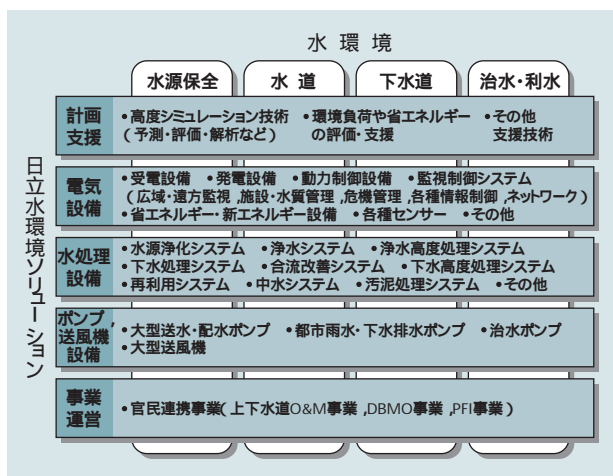 水 環 境
水源保全
水 道
下水道
治水・利水
日立水環境ソリューション
計画
支援
•高度シミュレーション技術 •環境負荷や省エネルギー •その他
(予測・評価・解析など) の評価・支援 支援技術
電気
設備
•受電設備 •発電設備 •動力制御設備 •監視制御システム
(広域・遠方監視,施設・水質管理,危機管理,各種情報制御,ネットワーク)
•省エネルギー・新エネルギー設備 •各種センサー •その他
水処理
設備
•水源浄化システム •浄水システム •浄水高度処理システム
•下水処理システム •合流改善システム •下水高度処理システム
•再利用システム •中水システム •汚泥処理システム •その他
ポンプ,
送風機
設備
•大型送水・配水ポンプ •都市雨水・下水排水ポンプ •治水ポンプ
•大型送風機
事業
運営
•官民連携事業(上下水道O&M事業,DBMO事業,PFI事業)